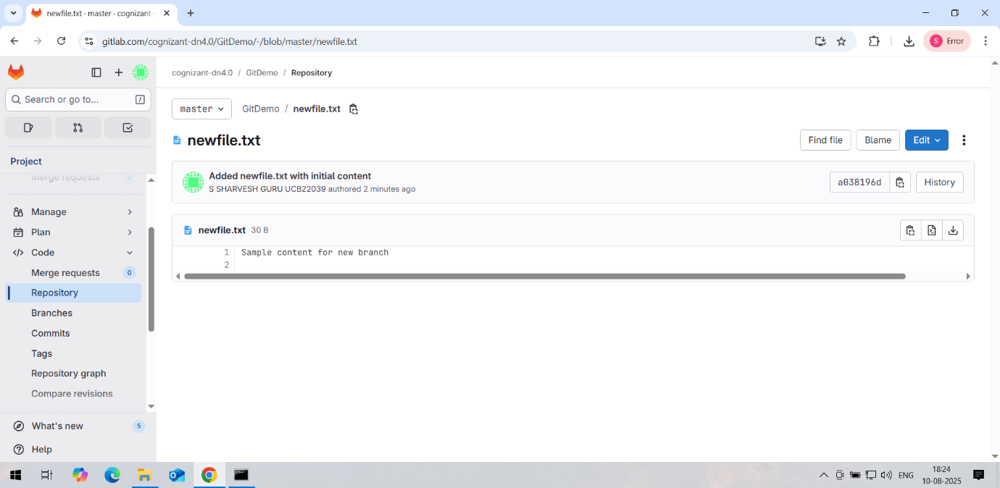 newfile.txt · master · cognizant-
gitlab.com/cognizant-dn4.0/GitDemo/-/blob/master/newfile.txt
S Error
cognizant-dn4.0 / GitDemo / Repository
Search or go to... /
master GitDemo / newfile.txt
newfile.txt
Find file Blame Edit
Project
Merge requests 0
Added newfile.txt with initial content
S SHARVESH GURU UCB22039 authored 2 minutes ago
a038196d History
Manage
Plan
Code
Merge requests 0
Repository
Branches
Commits
Tags
Repository graph
Compare revisions
newfile.txt 30 B
1 Sample content for new branch
2
What's new 5
Help
ENG
18:24
10-08-2025